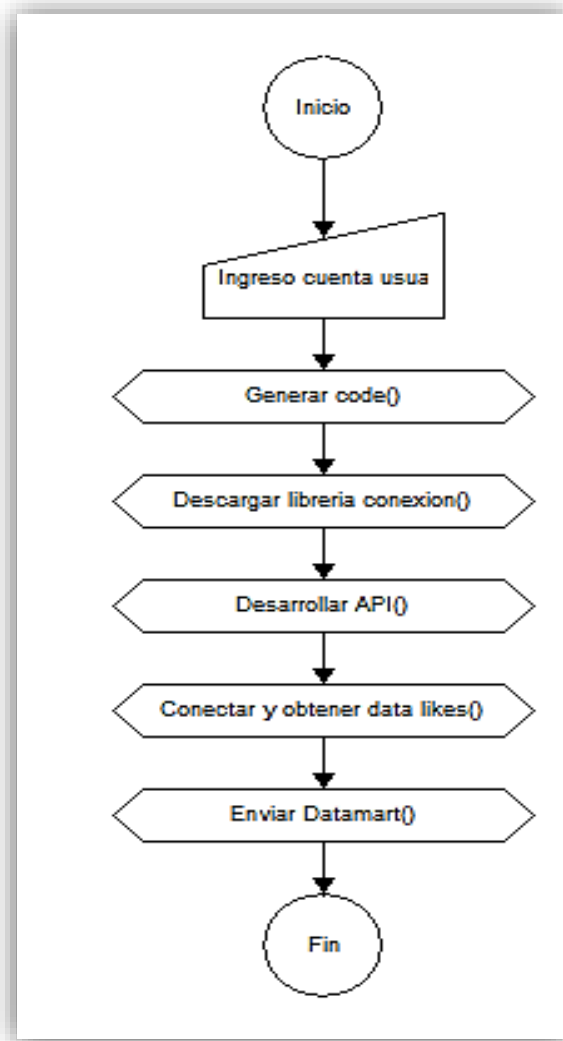 Inicio
Ingreso cuenta usua
Generar code()
Descargar libreria conexion()
Desarrollar API()
Conectar y obtener data likes()
Enviar Datamart()
Fin